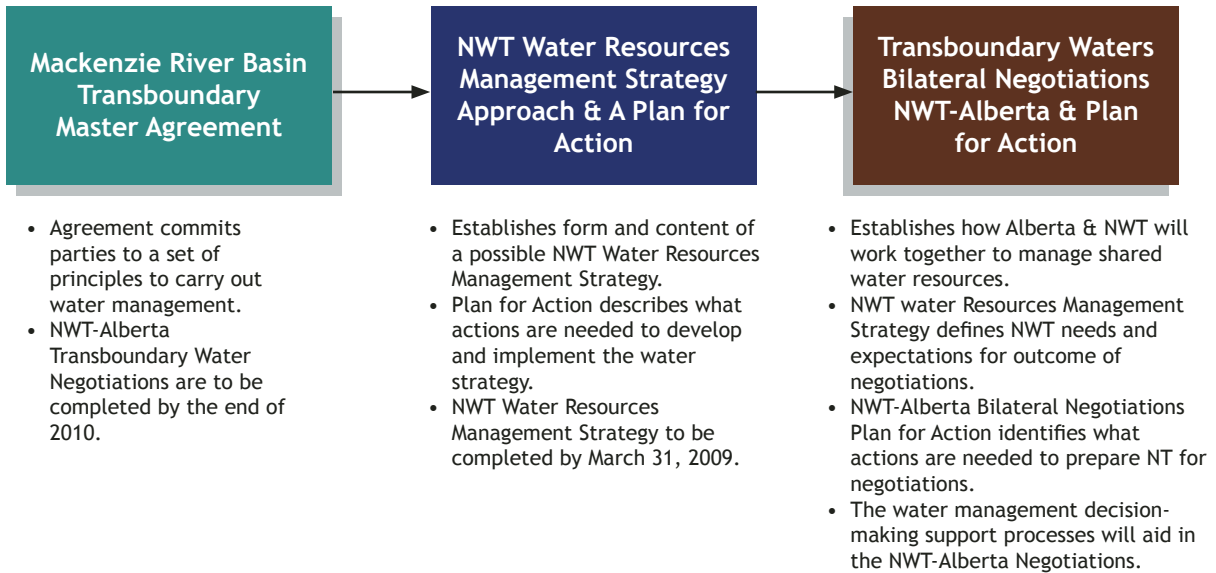 Mackenzie River Basin
Transboundary
Master Agreement
• Agreement commits
parties to a set of
principles to carry out
water management.
• NWT-Alberta
Transboundary Water
Negotiations are to be
completed by the end of
2010.
NWT Water Resources
Management Strategy
Approach & A Plan for
Action
• Establishes form and content of
a possible NWT Water Resources
Management Strategy.
• Plan for Action describes what
actions are needed to develop
and implement the water
strategy.
• NWT Water Resources
Management Strategy to be
completed by March 31, 2009.
Transboundary Waters
Bilateral Negotiations
NWT-Alberta & Plan
for Action
• Establishes how Alberta & NWT will
work together to manage shared
water resources.
• NWT water Resources Management
Strategy defines NWT needs and
expectations for outcome of
negotiations.
• NWT-Alberta Bilateral Negotiations
Plan for Action identifies what
actions are needed to prepare NT for
negotiations.
• The water management decision-
making support processes will aid in
the NWT-Alberta Negotiations.